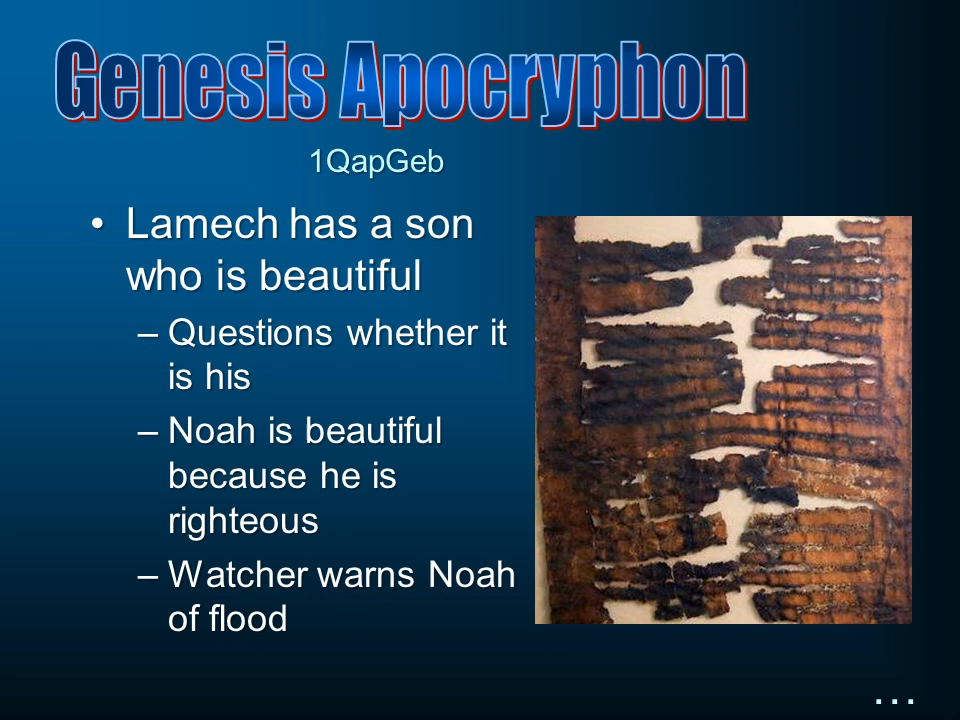 Genesis Apocryphon
1QapGeb
• Lamech has a son
who is beautiful
– Questions whether it
is his
– Noah is beautiful
because he is
righteous
– Watcher warns Noah
of flood
...